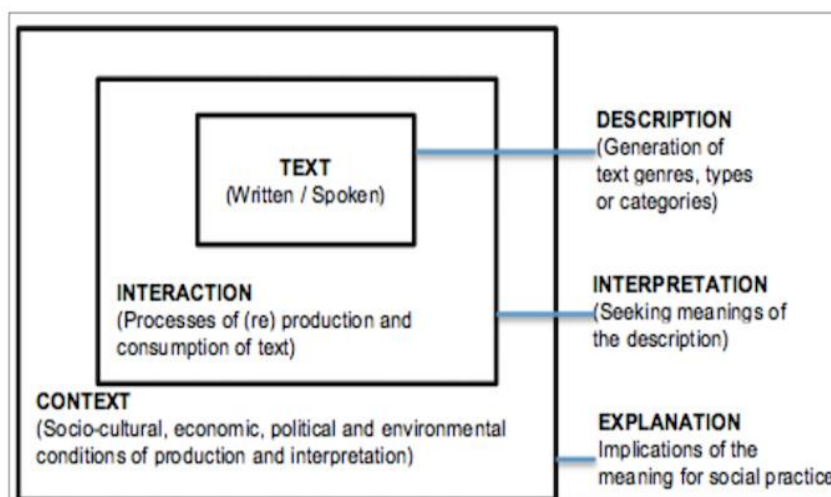 TEXT
(Written / Spoken)
INTERACTION
(Processes of (re) production and
consumption of text)
CONTEXT
(Socio-cultural, economic, political and environmental
conditions of production and interpretation)
DESCRIPTION
(Generation of
text genres, types
or categories)
INTERPRETATION
(Seeking meanings of
the description)
EXPLANATION
Implications of the
meaning for social practice